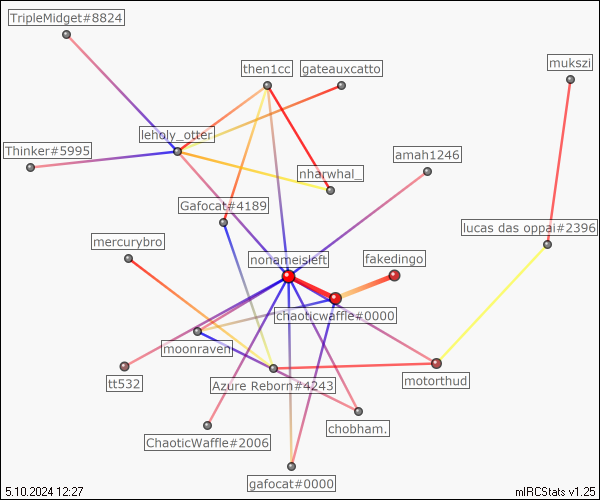 TripleMidget#8824
mukszi
then1cc
gateauxcatto
leholy_otter
Thinker#5995
amah1246
nharwhal_
Gafocat#4189
lucas das oppai#2396
mercurybro
nonameisleft
fakedingo
chaoticwaffle#0000
moonraven
tt532
Azure Reborn#4243
motorthud
chobham.
ChaoticWaffle#2006
gafocat#0000
5.10.2024 12:27
mIRCStats v1.25